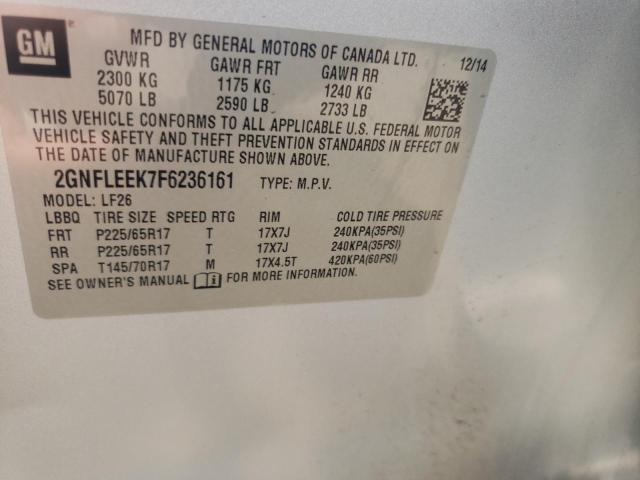 GM
MFD BY GENERAL MOTORS OF CANADA LTD. 12/14
GVWR GAWR FRT GAWR RR
2300 KG 1175 KG 1240 KG
5070 LB 2590 LB 2733 LB
THIS VEHICLE CONFORMS TO ALL APPLICABLE U.S. FEDERAL MOTOR
VEHICLE SAFETY AND THEFT PREVENTION STANDARDS IN EFFECT ON
THE DATE OF MANUFACTURE SHOWN ABOVE.
2GNFLEEK7F6236161 TYPE: M.P.V.
MODEL: LF26
LBBQ TIRE SIZE SPEED RTG RIM COLD TIRE PRESSURE
FRT P225/65R17 T 17X7J 240KPA(35PSI)
RR P225/65R17 T 17X7J 240KPA(35PSI)
SPA T145/70R17 M 17X4.5T 420KPA(60PSI)
SEE OWNER'S MANUAL FOR MORE INFORMATION.